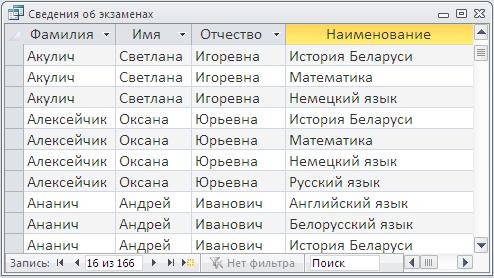 Сведения об экзаменах
Фамилия Имя Отчество Наименование
Акулич Светлана Игоревна История Беларуси
Акулич Светлана Игоревна Математика
Акулич Светлана Игоревна Немецкий язык
Алексейчик Оксана Юрьевна История Беларуси
Алексейчик Оксана Юрьевна Математика
Алексейчик Оксана Юрьевна Немецкий язык
Алексейчик Оксана Юрьевна Русский язык
Ананич Андрей Иванович Английский язык
Ананич Андрей Иванович Белорусский язык
Ананич Андрей Иванович История Беларуси
Запись: 16 из 166 Нет фильтра Поиск